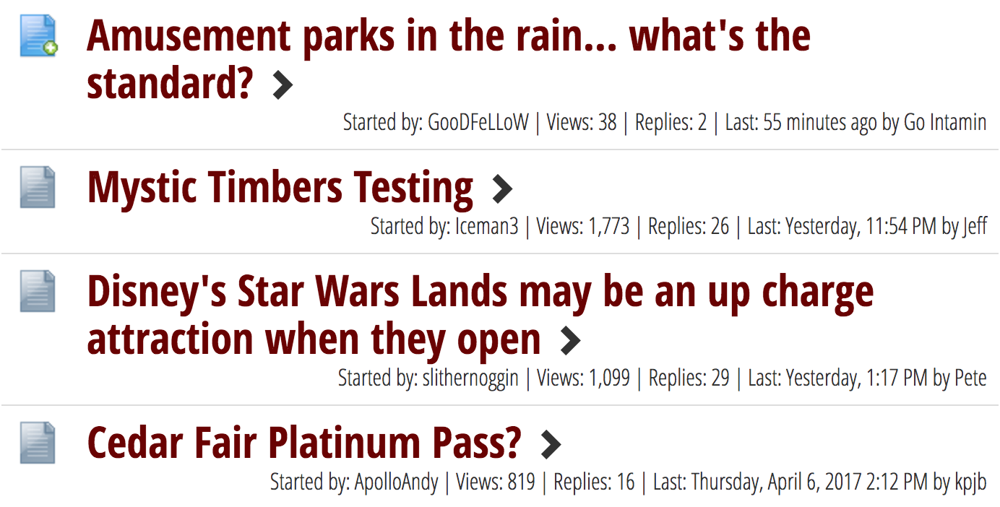 Amusement parks in the rain... what's the
standard?
Started by: GooDFeLLoW | Views: 38 | Replies: 2 | Last: 55 minutes ago by Go Intamin
Mystic Timbers Testing
Started by: Iceman3 | Views: 1,773 | Replies: 26 | Last: Yesterday, 11:54 PM by Jeff
Disney's Star Wars Lands may be an up charge
attraction when they open
Started by: slithernoggin | Views: 1,099 | Replies: 29 | Last: Yesterday, 1:17 PM by Pete
Cedar Fair Platinum Pass?
Started by: ApolloAndy | Views: 819 | Replies: 16 | Last: Thursday, April 6, 2017 2:12 PM by kpjb